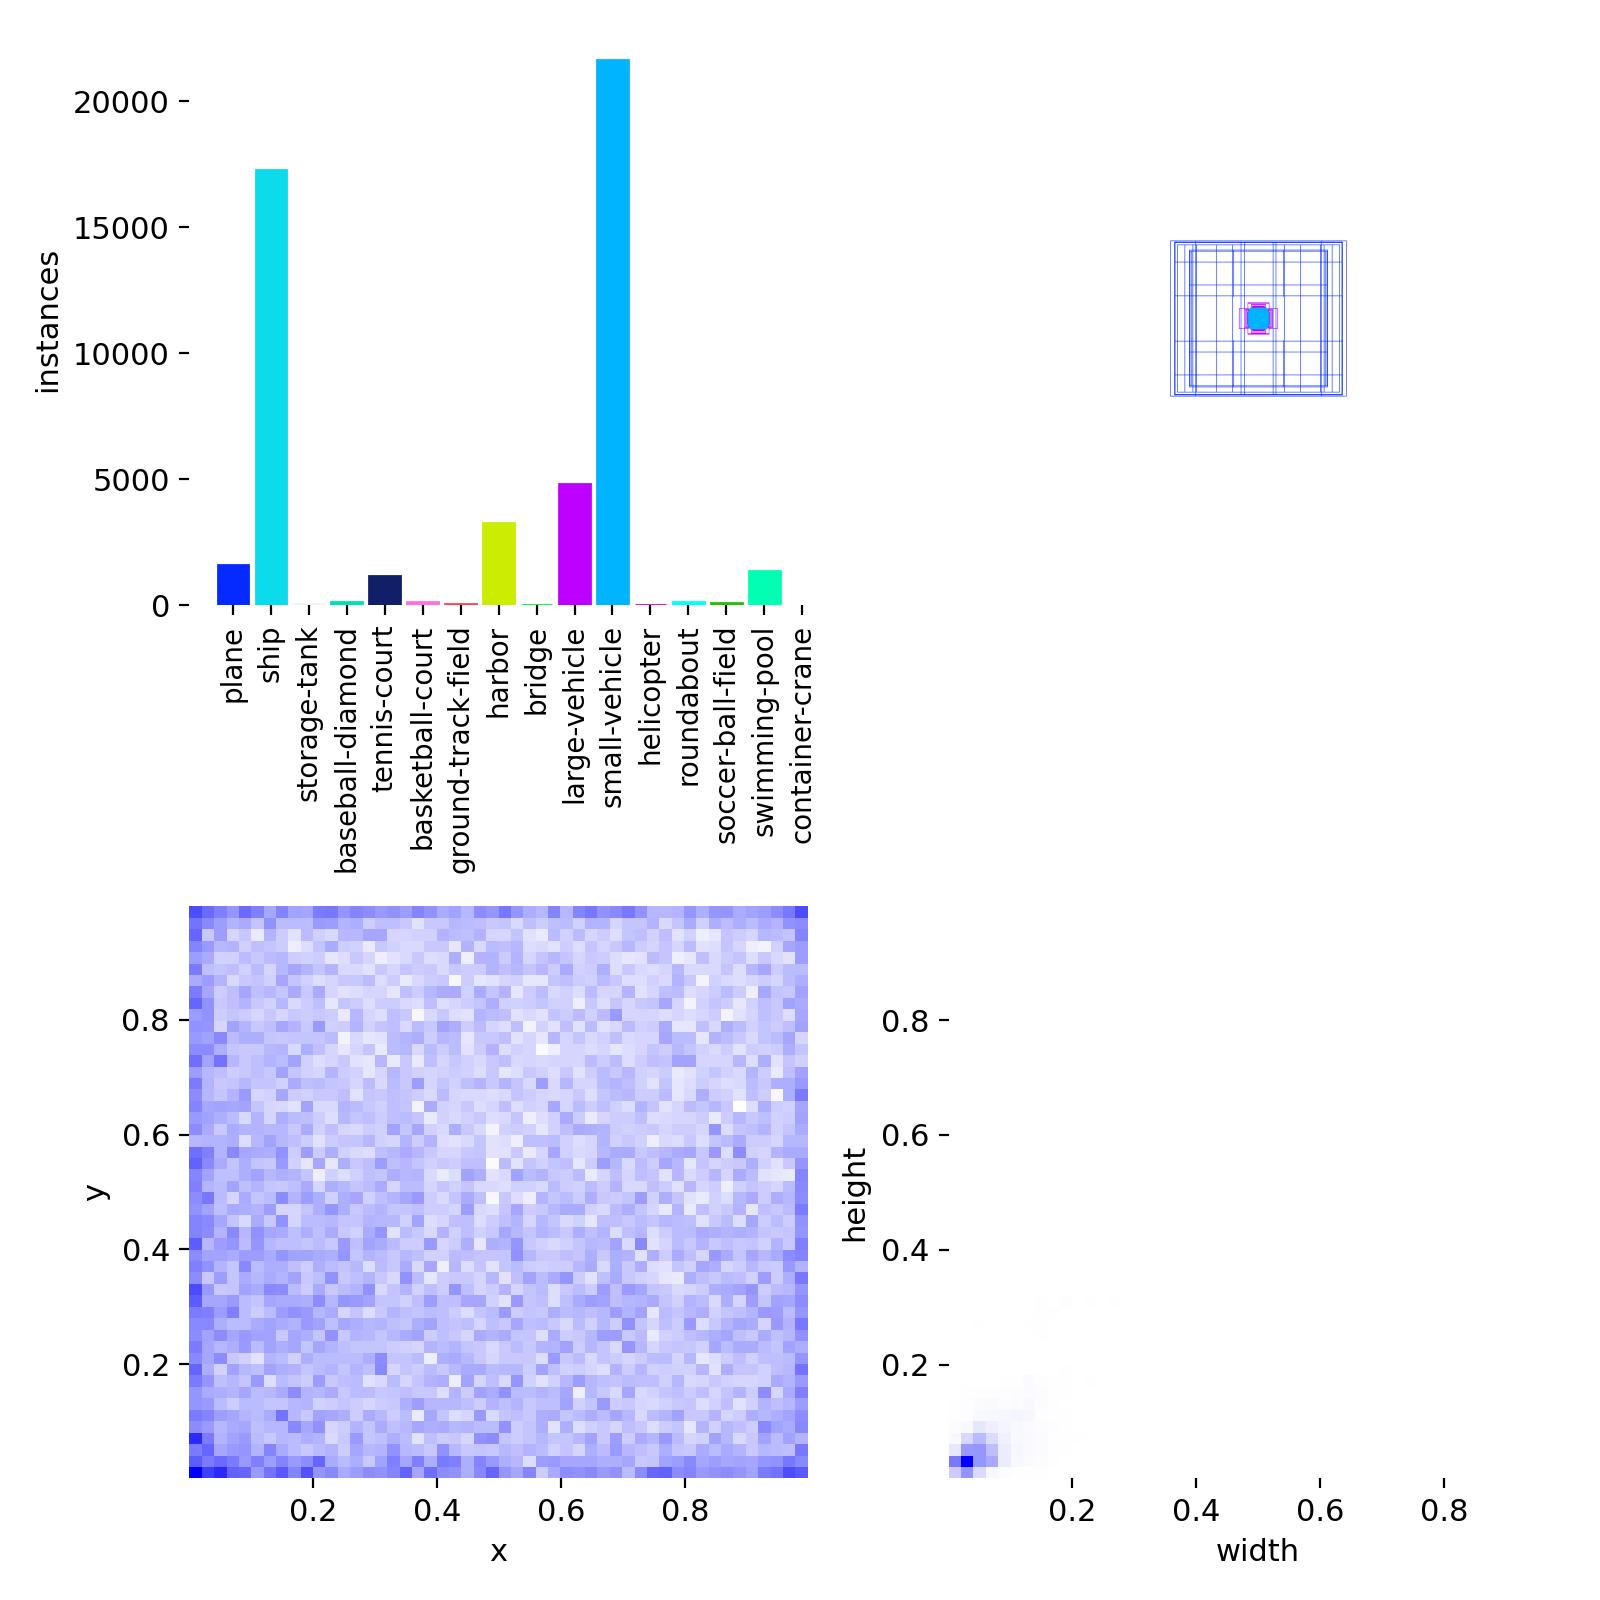 20000
15000
10000
5000
0
instances
plane
ship
storage-tank
baseball-diamond
tennis-court
basketball-court
ground-track-field
harbor
bridge
large-vehicle
small-vehicle
helicopter
roundabout
soccer-ball-field
swimming-pool
container-crane
0.8
0.6
0.4
0.2
y
0.2 0.4 0.6 0.8
x
0.8
0.6
0.4
0.2
height
0.2 0.4 0.6 0.8
width